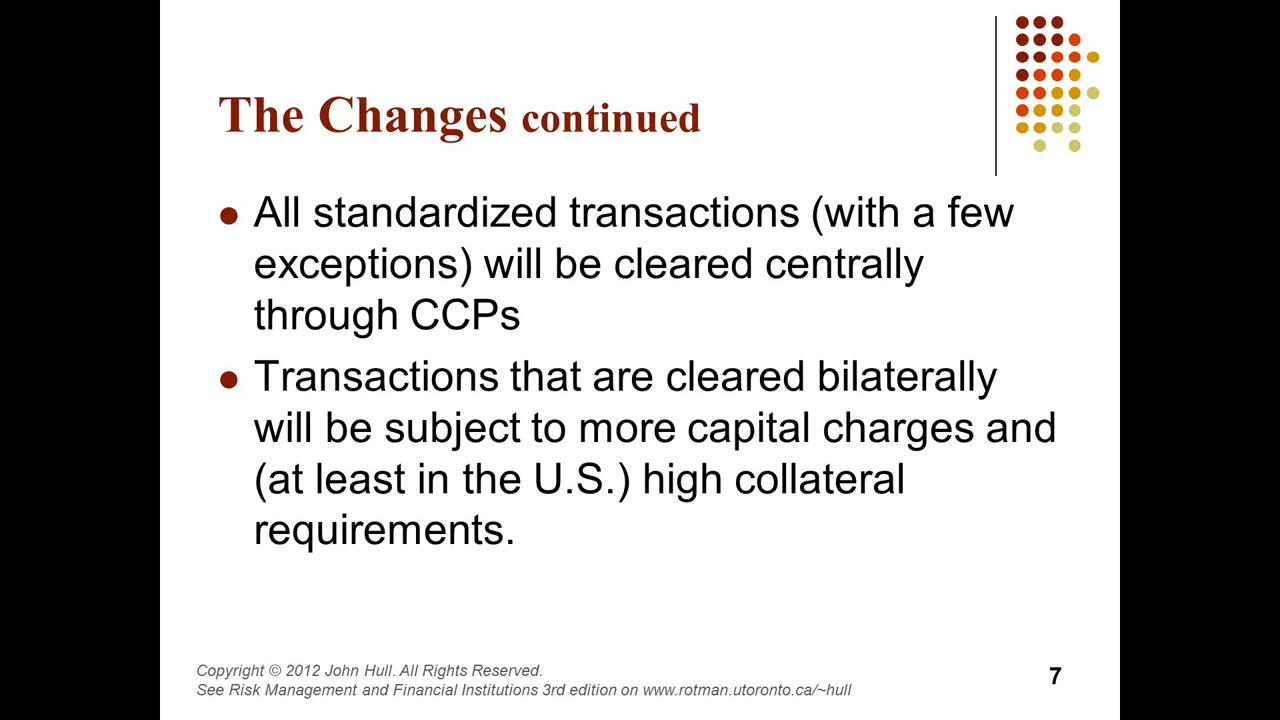 The Changes continued
● All standardized transactions (with a few
exceptions) will be cleared centrally
through CCPs
● Transactions that are cleared bilaterally
will be subject to more capital charges and
(at least in the U.S.) high collateral
requirements.
Copyright © 2012 John Hull. All Rights Reserved.
See Risk Management and Financial Institutions 3rd edition on www.rotman.utoronto.ca/~hull
7